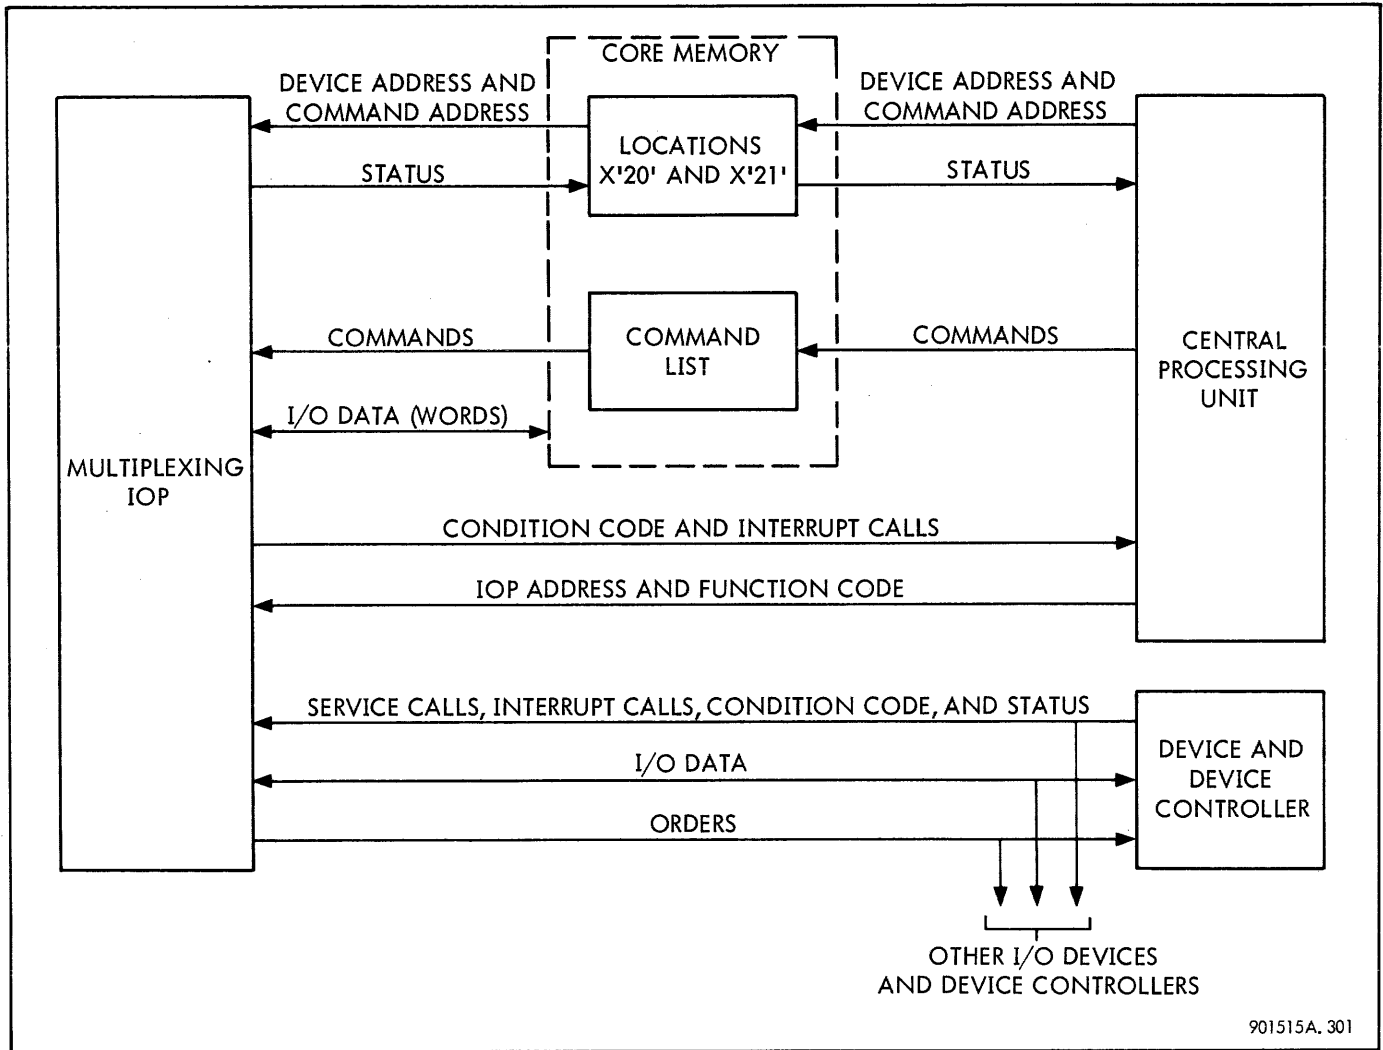 CORE MEMORY
DEVICE ADDRESS AND
COMMAND ADDRESS
DEVICE ADDRESS AND
COMMAND ADDRESS
LOCATIONS
X'20' AND X'21'
STATUS
STATUS
COMMANDS
COMMAND
LIST
COMMANDS
CENTRAL
PROCESSING
UNIT
I/O DATA (WORDS)
MULTIPLEXING
IOP
CONDITION CODE AND INTERRUPT CALLS
IOP ADDRESS AND FUNCTION CODE
SERVICE CALLS, INTERRUPT CALLS, CONDITION CODE, AND STATUS
I/O DATA
ORDERS
DEVICE AND
DEVICE
CONTROLLER
OTHER I/O DEVICES
AND DEVICE CONTROLLERS
901515A. 301